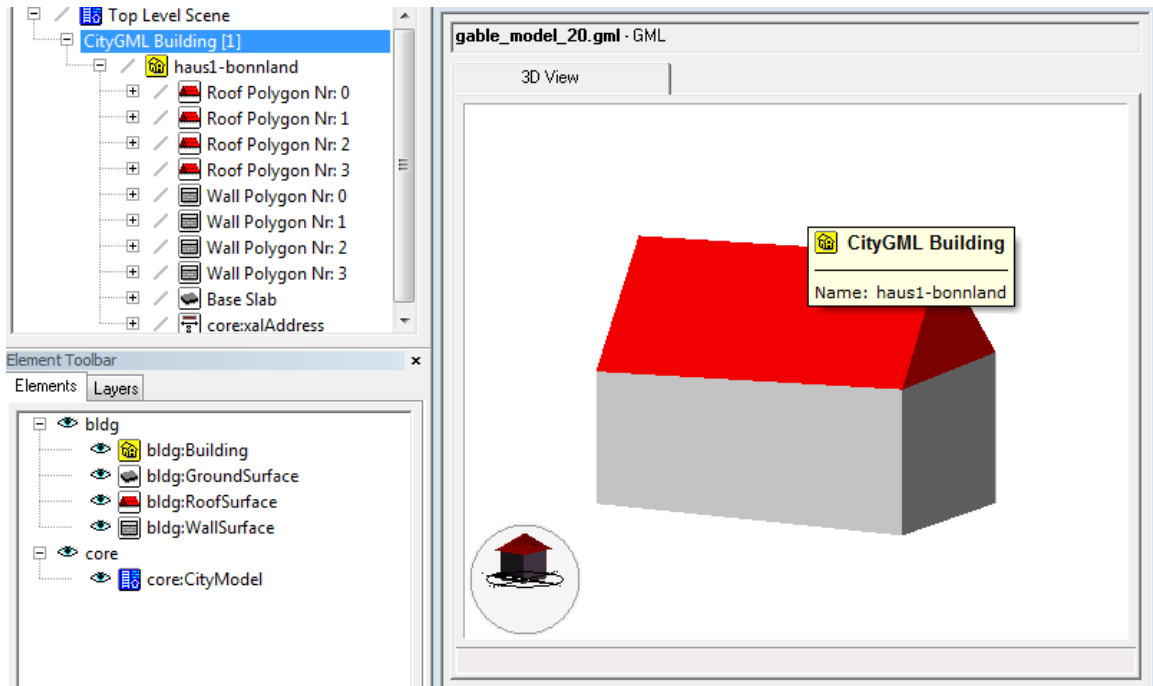 Top Level Scene
CityGML Building [1]
haus1-bonnland
Roof Polygon Nr: 0
Roof Polygon Nr: 1
Roof Polygon Nr: 2
Roof Polygon Nr: 3
Wall Polygon Nr: 0
Wall Polygon Nr: 1
Wall Polygon Nr: 2
Wall Polygon Nr: 3
Base Slab
core:xalAddress
Element Toolbar
Elements Layers
bldg
bldg:Building
bldg:GroundSurface
bldg:RoofSurface
bldg:WallSurface
core
core:CityModel
gable_model_20.gml - GML
3D View
CityGML Building
Name: haus1-bonnland